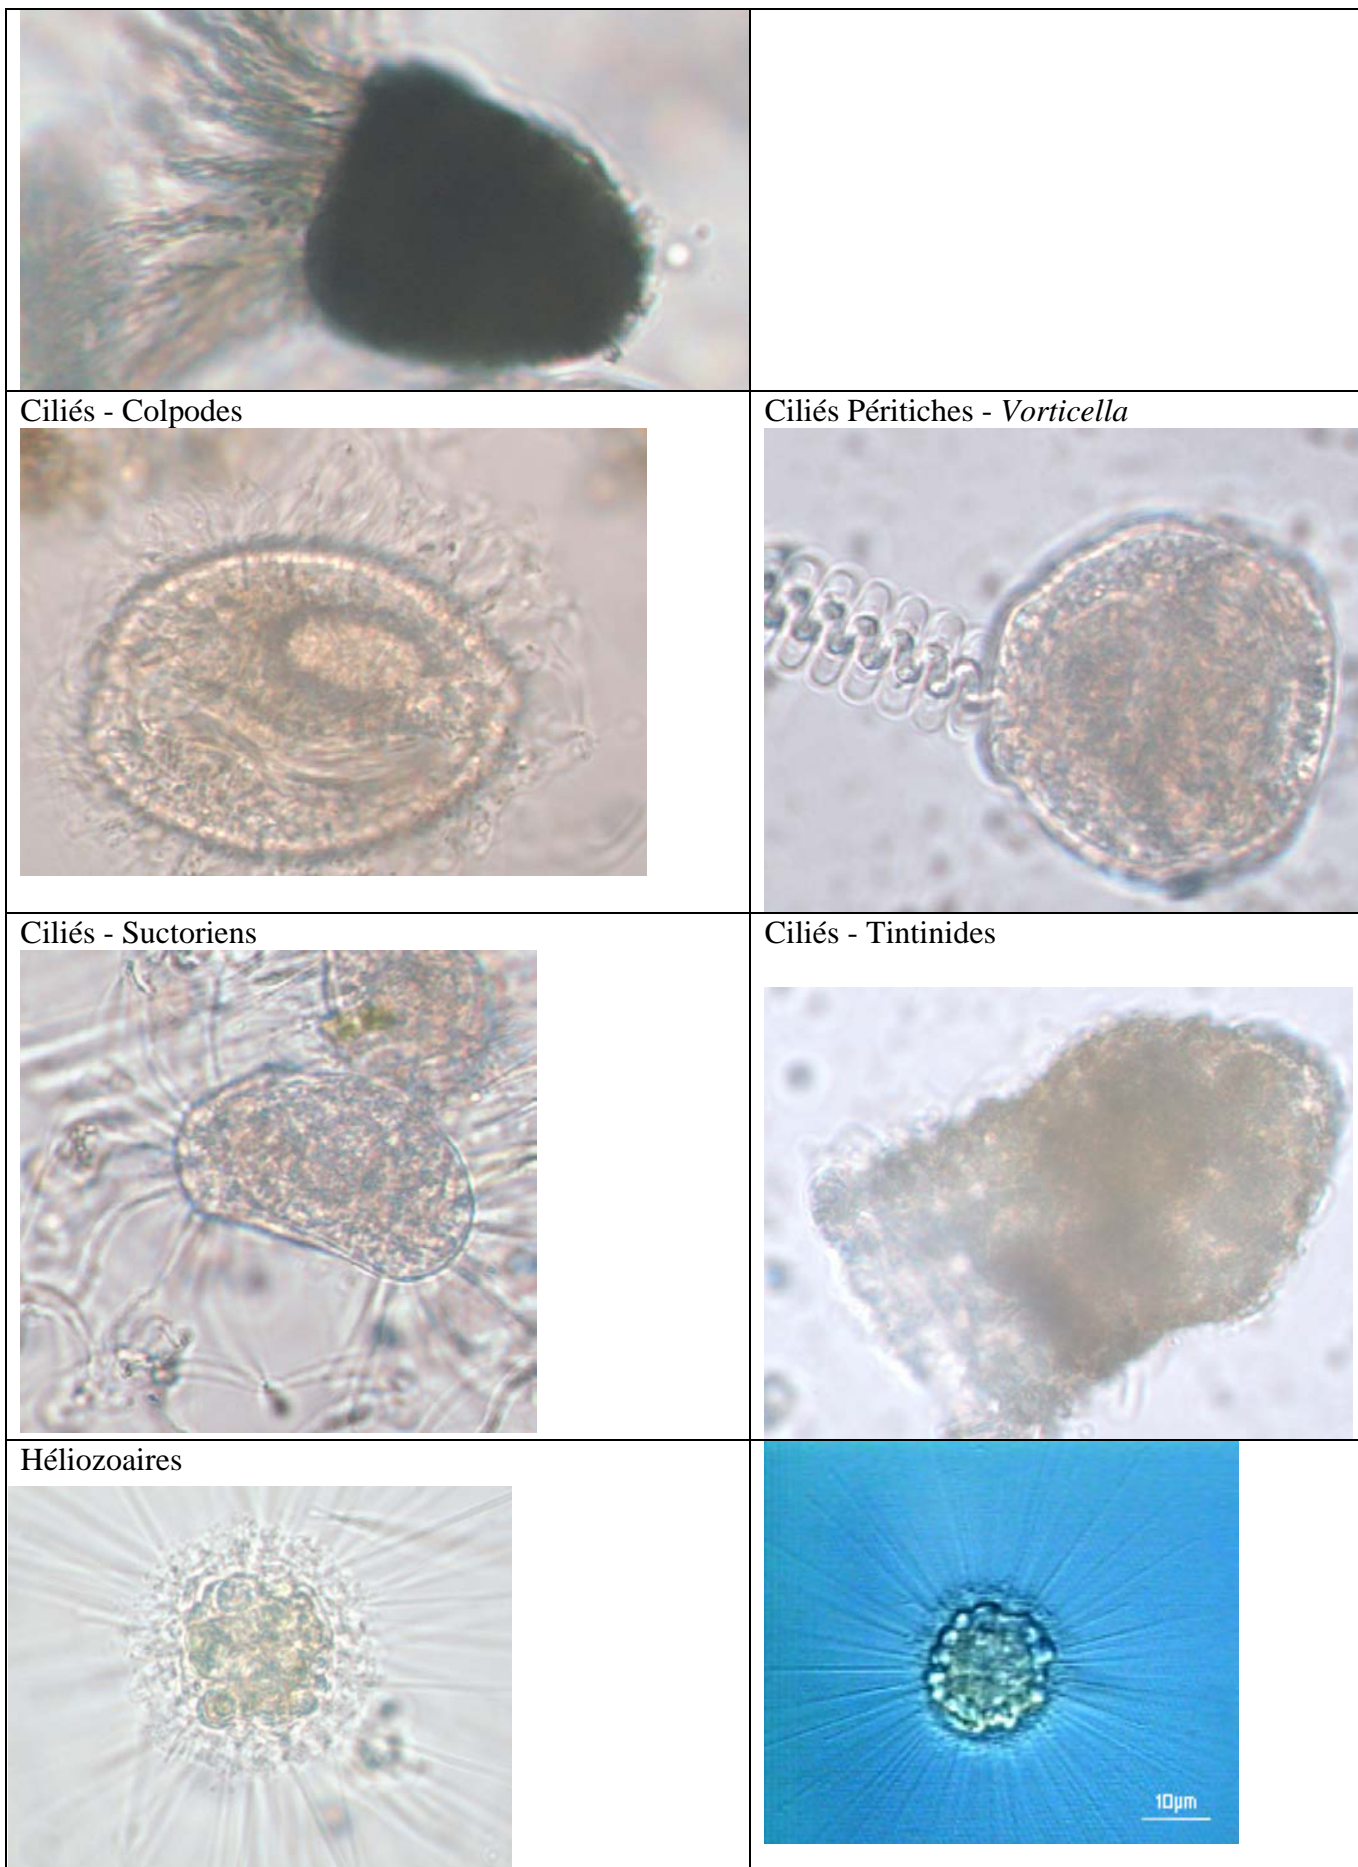 Ciliés - Colpodes
Ciliés Péritiches - Vorticella
Ciliés - Suctoriens
Ciliés - Tintinides
Héliozoaires
10µm